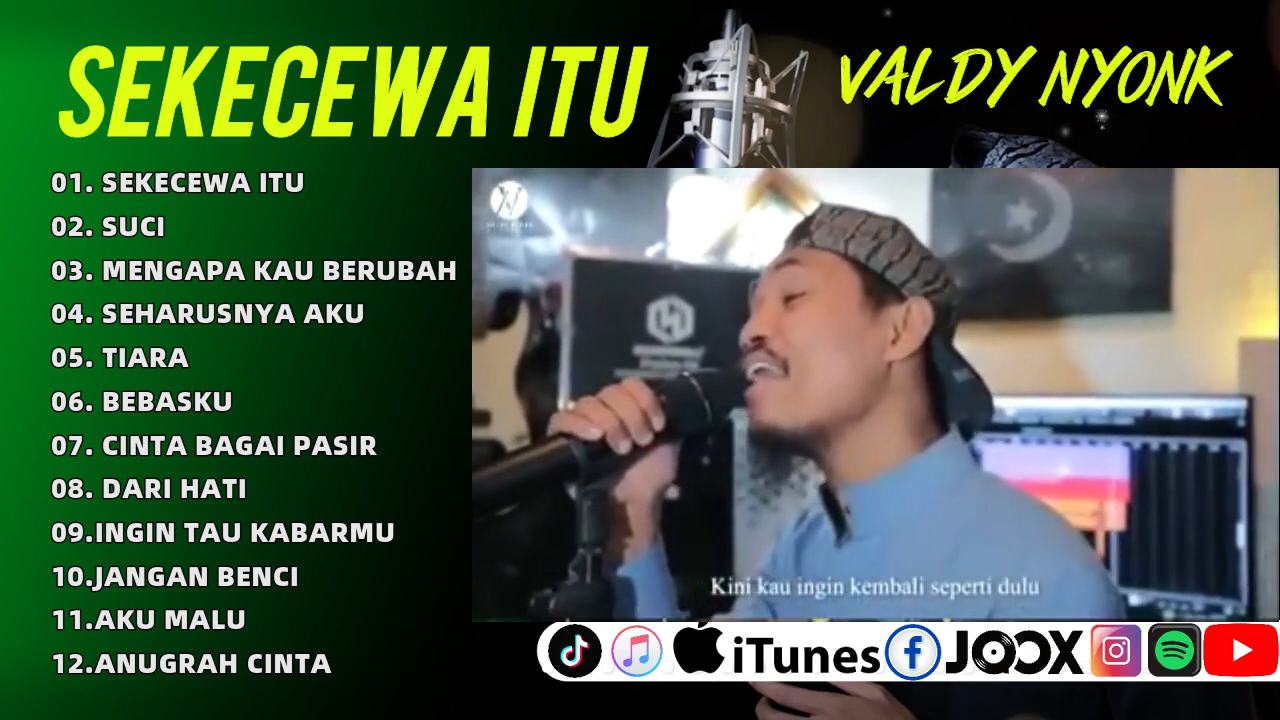 SEKECEWA ITU
VALDY NYONK
01. SEKECEWA ITU
02. SUCI
03. MENGAPA KAU BERUBAH
04. SEHARUSNYA AKU
05. TIARA
06. BEBASKU
07. CINTA BAGAI PASIR
08. DARI HATI
09.INGIN TAU KABARMU
10.JANGAN BENCI
11.AKU MALU
12.ANUGRAH CINTA
Kini kau ingin kembali seperti dulu
iTunes
JOOX